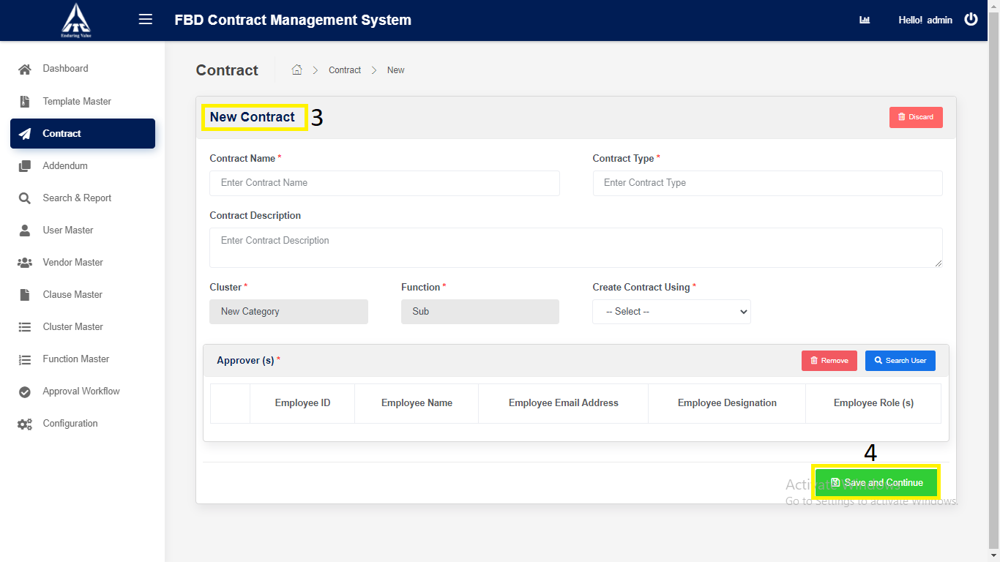 ITC
Enduring Value
FBD Contract Management System
Hello! admin
Dashboard
Template Master
Contract
Addendum
Search & Report
User Master
Vendor Master
Clause Master
Cluster Master
Function Master
Approval Workflow
Configuration
Contract
Contract
New
New Contract
3
Discard
Contract Name *
Contract Type *
Enter Contract Name
Enter Contract Type
Contract Description
Enter Contract Description
Cluster *
Function *
Create Contract Using *
New Category
Sub
-- Select --
Approver (s) *
Remove
Search User
Employee ID
Employee Name
Employee Email Address
Employee Designation
Employee Role (s)
4
Save and Continue
Activate Windows
Go to Settings to activate Windows.